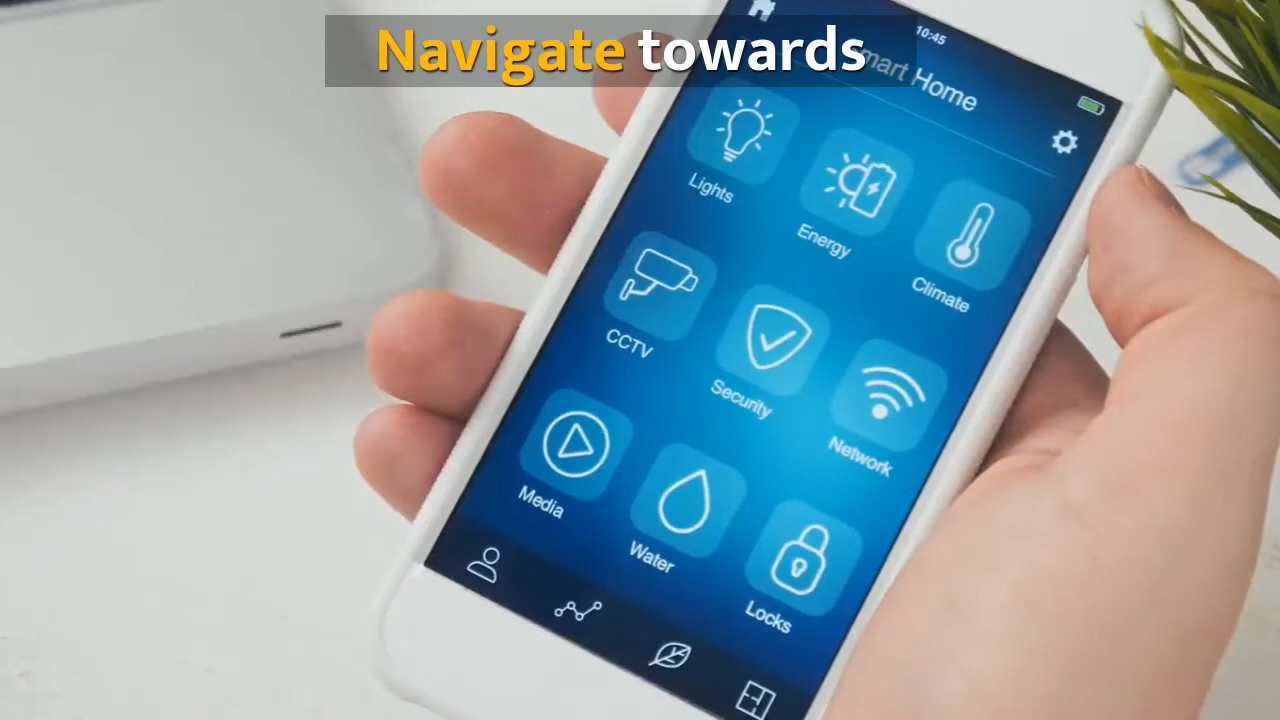 Navigate towards
10:45
Smart Home
Lights
Energy
Climate
CCTV
Security
Network
Media
Water
Locks